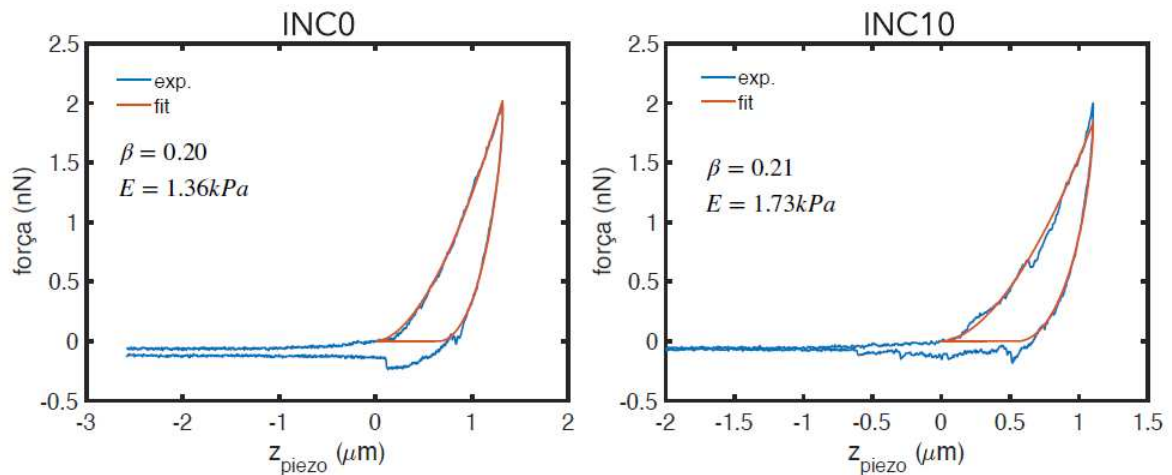 INC0
2.5
2
1.5
1
0.5
0
-0.5
-3
-2
-1
0
1
2
exp.
fit
β = 0.20
E = 1.36kPa
força (nN)
z_piezo (μm)
INC10
2.5
2
1.5
1
0.5
0
-0.5
-2
-1.5
-1
-0.5
0
0.5
1
1.5
exp.
fit
β = 0.21
E = 1.73kPa
força (nN)
z_piezo (μm)